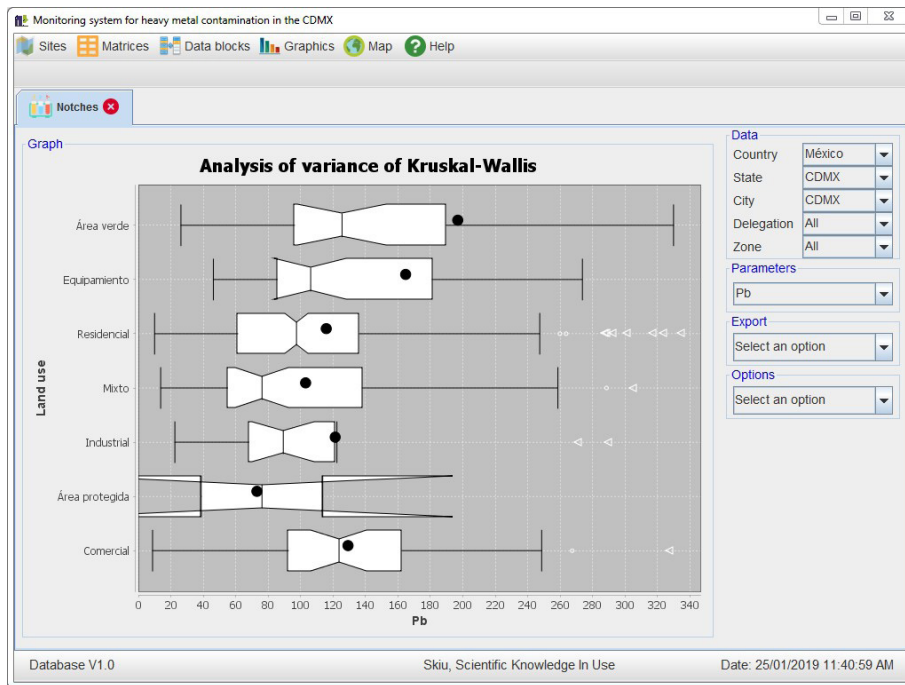 Monitoring system for heavy metal contamination in the CDMX
Sites Matrices Data blocks Graphics Map Help
Notches
Graph
Analysis of variance of Kruskal-Wallis
Land use
Área verde
Equipamiento
Residencial
Mixto
Industrial
Área protegida
Comercial
0 20 40 60 80 100 120 140 160 180 200 220 240 260 280 300 320 340
Pb
Data
Country México
State CDMX
City CDMX
Delegation All
Zone All
Parameters
Pb
Export
Select an option
Options
Select an option
Database V1.0 Skiu, Scientific Knowledge In Use Date: 25/01/2019 11:40:59 AM